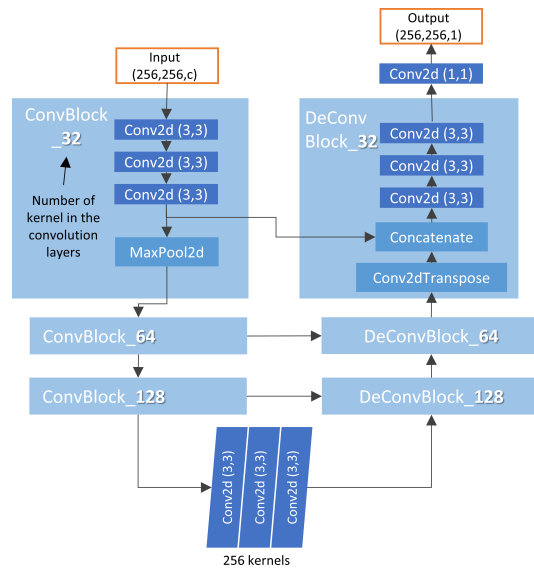 Input
(256,256,c)
ConvBlock
_32
Conv2d (3,3)
Conv2d (3,3)
Conv2d (3,3)
Number of
kernel in the
convolution
layers
MaxPool2d
Output
(256,256,1)
Conv2d (1,1)
DeConv
Block_32
Conv2d (3,3)
Conv2d (3,3)
Conv2d (3,3)
Concatenate
Conv2dTranspose
ConvBlock_64
DeConvBlock_64
ConvBlock_128
DeConvBlock_128
Conv2d (3,3)
Conv2d (3,3)
Conv2d (3,3)
256 kernels